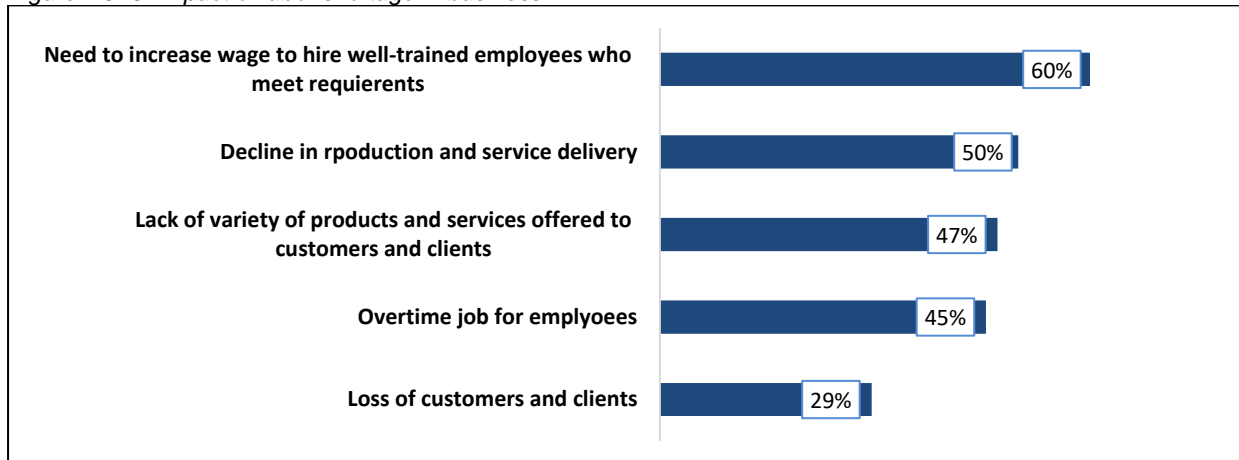 Need to increase wage to hire well-trained employees who
meet requierents
60%
Decline in rpoduction and service delivery
50%
Lack of variety of products and services offered to
customers and clients
47%
Overtime job for emplyoees
45%
Loss of customers and clients
29%